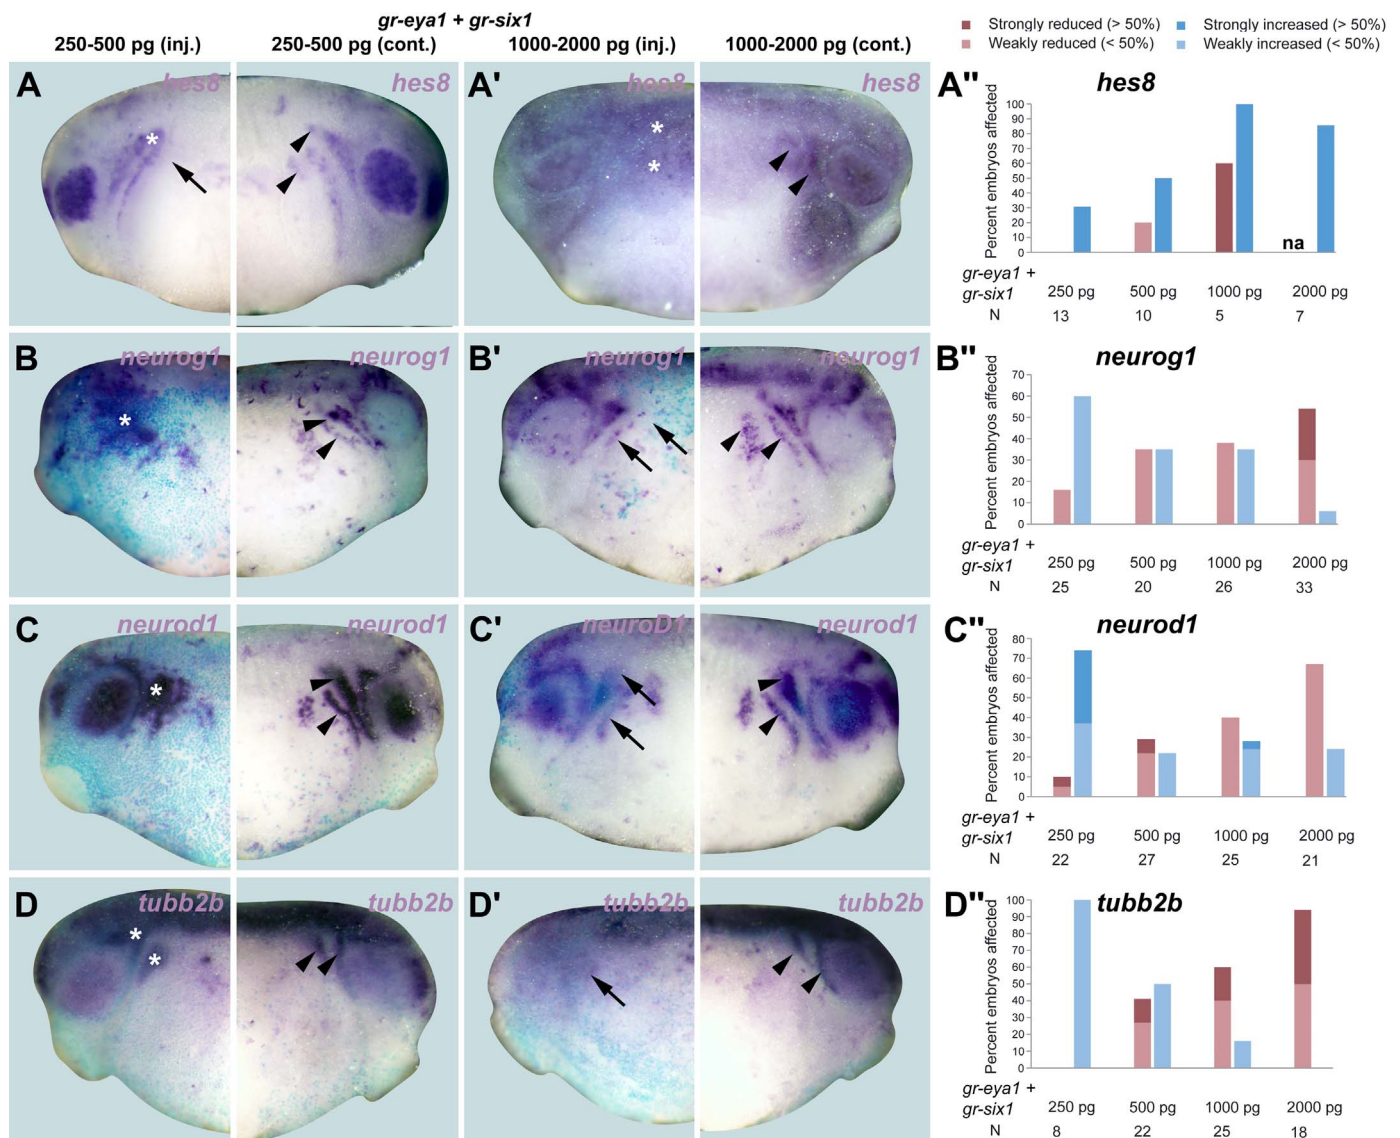 gr-eya1 + gr-six1
250-500 pg (inj.) 250-500 pg (cont.) 1000-2000 pg (inj.) 1000-2000 pg (cont.)
Strongly reduced (> 50%) Strongly increased (> 50%)
Weakly reduced (< 50%) Weakly increased (< 50%)
A hes8 hes8 A' hes8 hes8
A" hes8
Percent embryos affected
100
90
80
70
60
50
40
30
20
10
0
na
gr-eya1 +
gr-six1 250 pg 500 pg 1000 pg 2000 pg
N 13 10 5 7
B neurog1 neurog1 B' neurog1 neurog1
B" neurog1
Percent embryos affected
70
60
50
40
30
20
10
0
gr-eya1 +
gr-six1 250 pg 500 pg 1000 pg 2000 pg
N 25 20 26 33
C neurod1 neurod1 C' neuroD1 neurod1
C" neurod1
Percent embryos affected
80
70
60
50
40
30
20
10
0
gr-eya1 +
gr-six1 250 pg 500 pg 1000 pg 2000 pg
N 22 27 25 21
D tubb2b tubb2b D' tubb2b tubb2b
D" tubb2b
Percent embryos affected
100
90
80
70
60
50
40
30
20
10
0
gr-eya1 +
gr-six1 250 pg 500 pg 1000 pg 2000 pg
N 8 22 25 18